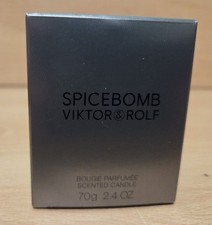 SPICEBOMB
VIKTOR&ROLF
BOUGIE PARFUMÉE
SCENTED CANDLE
70g 2.4 OZ